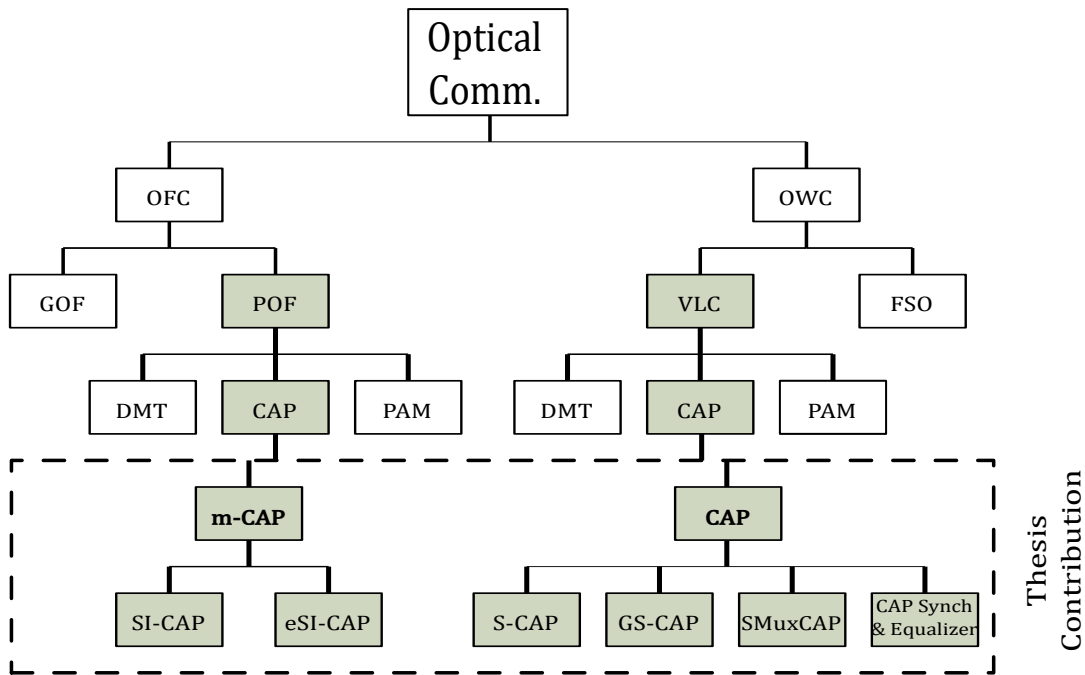 Optical
Comm.
OFC
OWC
GOF
POF
VLC
FSO
DMT
CAP
PAM
DMT
CAP
PAM
m-CAP
CAP
SI-CAP
eSI-CAP
S-CAP
GS-CAP
SMuxCAP
CAP Synch
& Equalizer
Thesis
Contribution